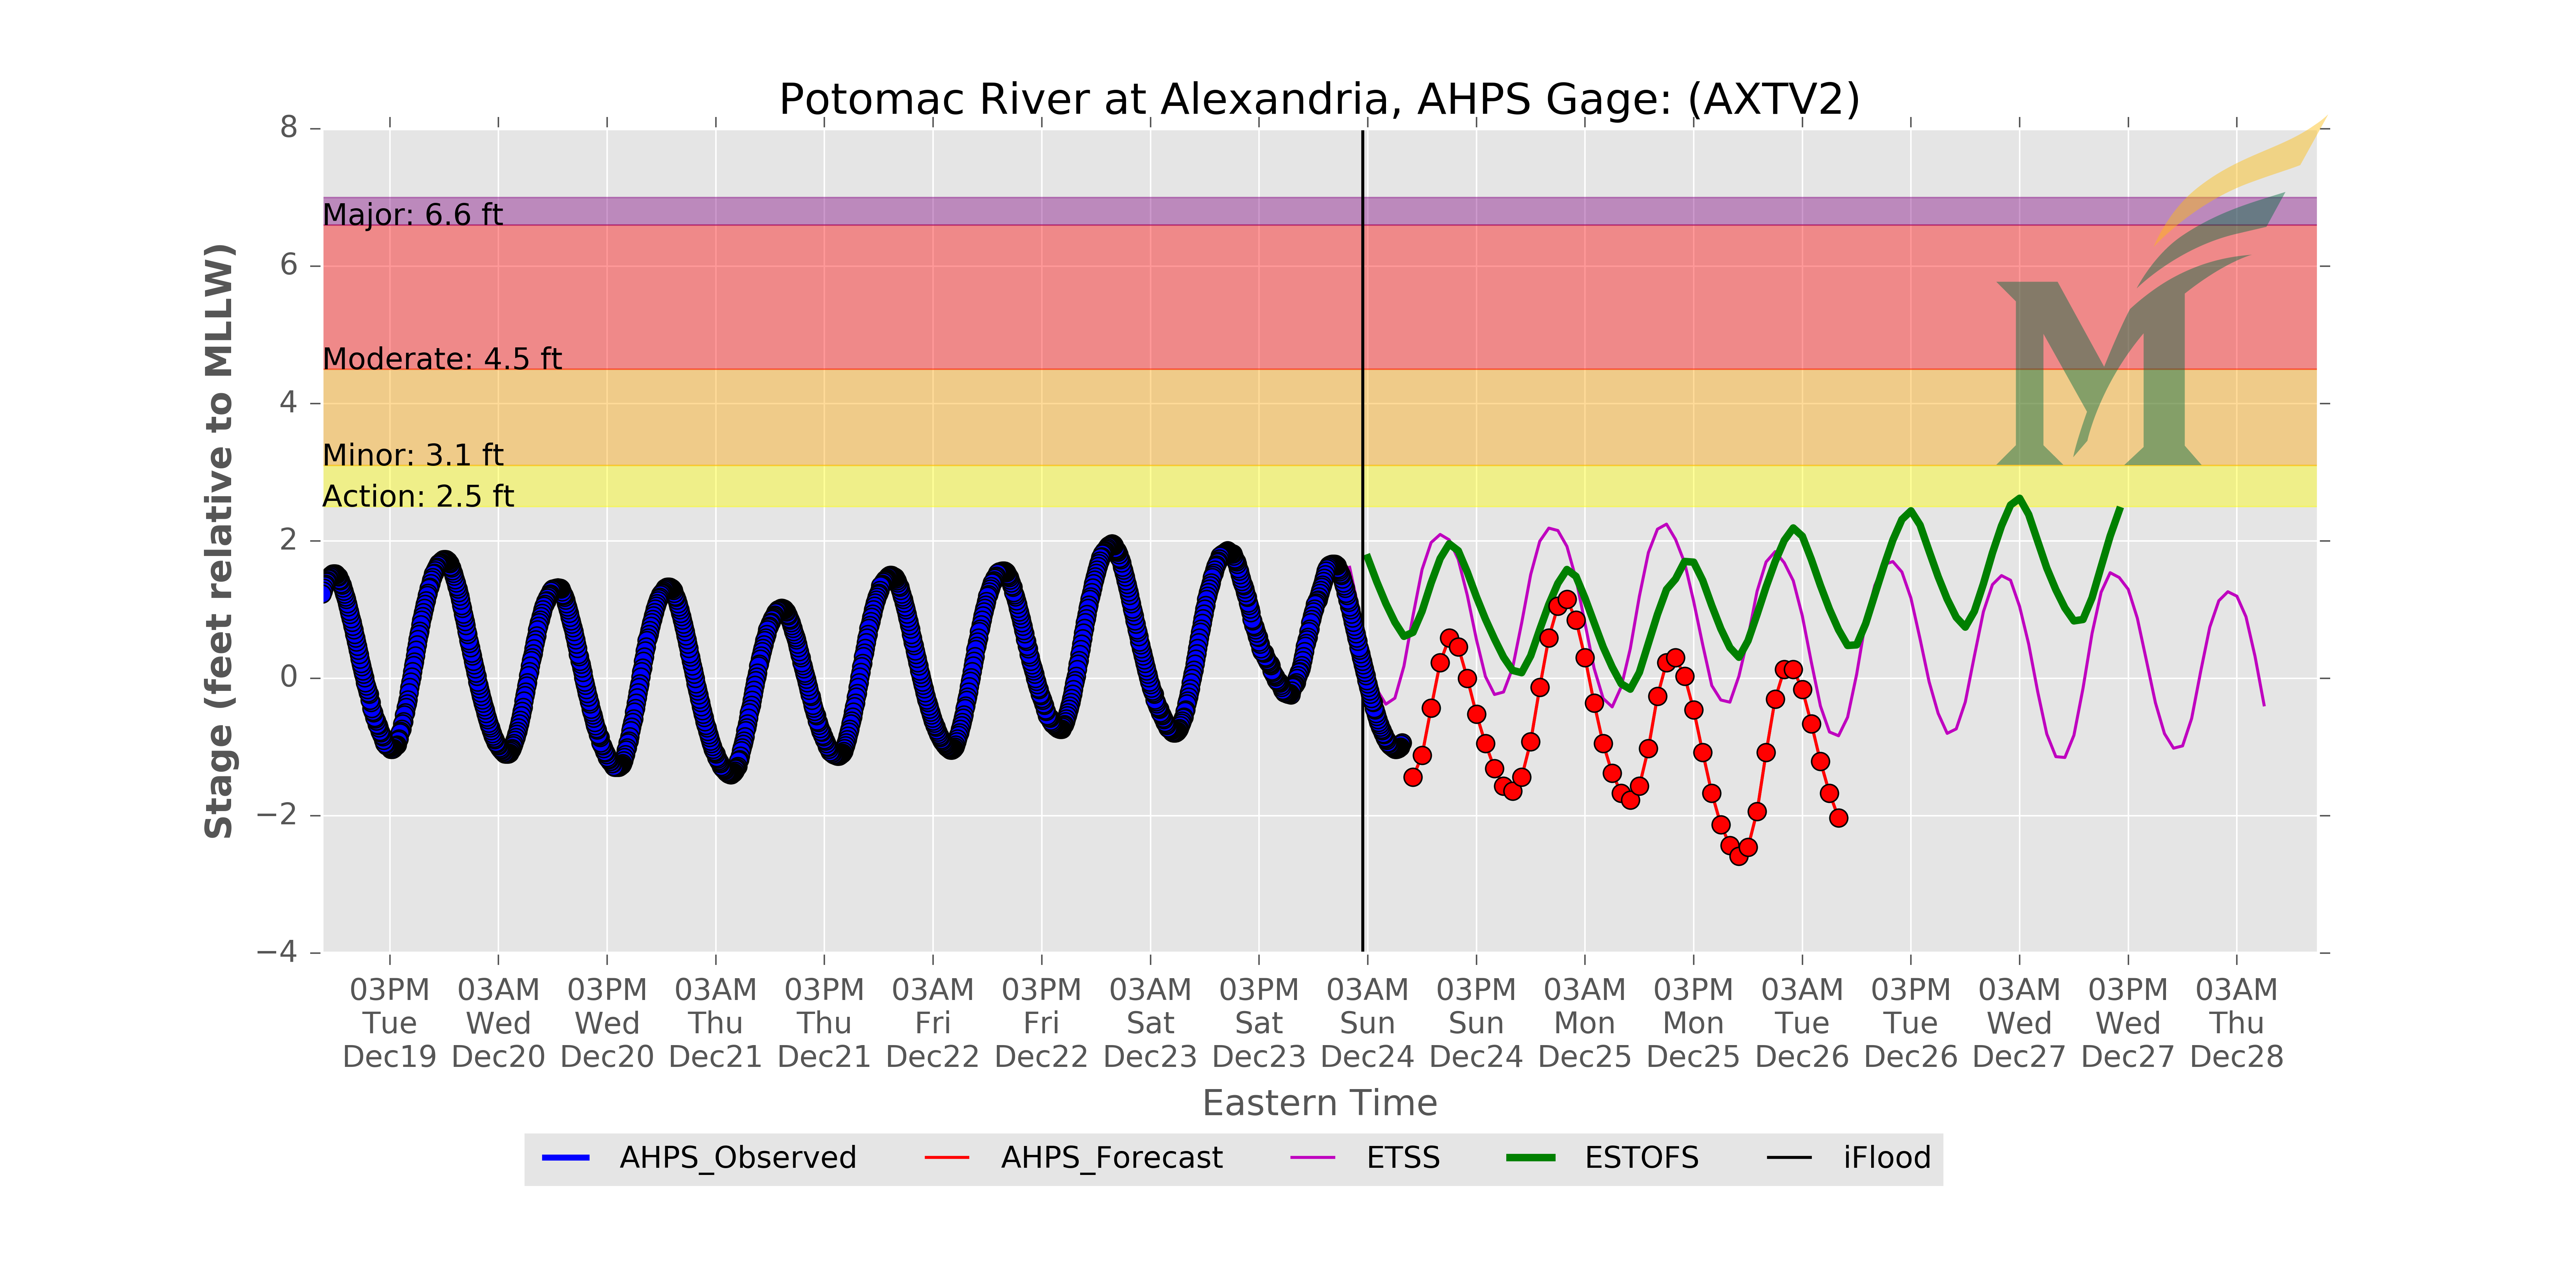 Potomac River at Alexandria, AHPS Gage: (AXTV2)
Stage (feet relative to MLLW)
8
6
4
2
0
−2
−4
Major: 6.6 ft
Moderate: 4.5 ft
Minor: 3.1 ft
Action: 2.5 ft
M
03PM 03AM 03PM 03AM 03PM 03AM 03PM 03AM 03PM 03AM 03PM 03AM 03PM 03AM 03PM 03AM 03PM 03AM
Tue Wed Wed Thu Thu Fri Fri Sat Sat Sun Sun Mon Mon Tue Tue Wed Wed Thu
Dec19 Dec20 Dec20 Dec21 Dec21 Dec22 Dec22 Dec23 Dec23 Dec24 Dec24 Dec25 Dec25 Dec26 Dec26 Dec27 Dec27 Dec28
Eastern Time
AHPS_Observed AHPS_Forecast ETSS ESTOFS iFlood